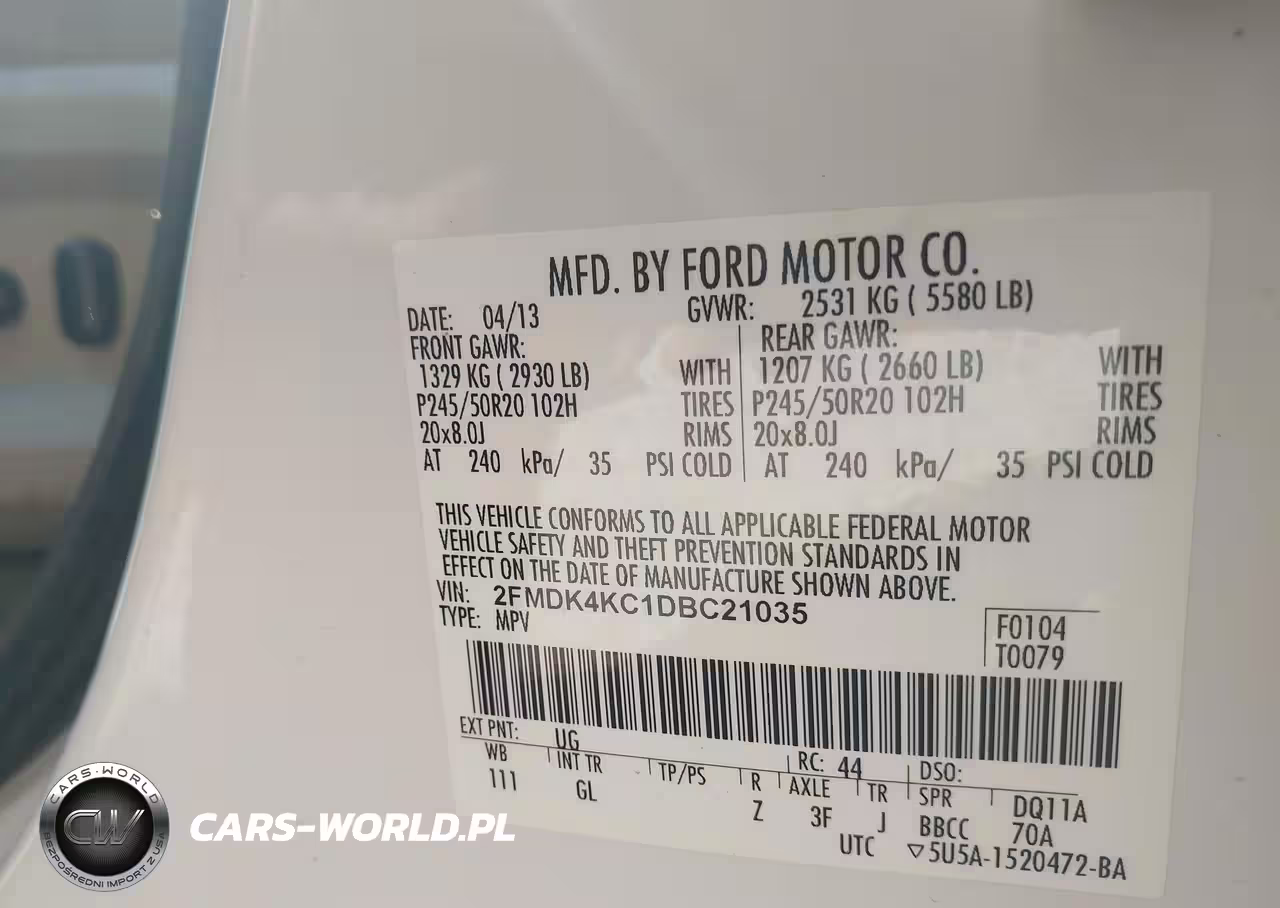 MFD. BY FORD MOTOR CO.
DATE: 04/13 GVWR: 2531 KG ( 5580 LB)
FRONT GAWR: REAR GAWR:
1329 KG ( 2930 LB) WITH 1207 KG ( 2660 LB) WITH
P245/50R20 102H TIRES P245/50R20 102H TIRES
20x8.0J RIMS 20x8.0J RIMS
AT 240 kPa/ 35 PSI COLD AT 240 kPa/ 35 PSI COLD
THIS VEHICLE CONFORMS TO ALL APPLICABLE FEDERAL MOTOR
VEHICLE SAFETY AND THEFT PREVENTION STANDARDS IN
EFFECT ON THE DATE OF MANUFACTURE SHOWN ABOVE.
VIN: 2FMDK4KC1DBC21035
TYPE: MPV
F0104
T0079
EXT PNT: UG RC: 44 DSO:
WB INT TR TP/PS R AXLE TR SPR DQ11A
111 GL Z 3F J BBCC 70A
UTC ▽5U5A-1520472-BA
CARS-WORLD
CW
BEZPOŚREDNI IMPORT Z USA
CARS-WORLD.PL